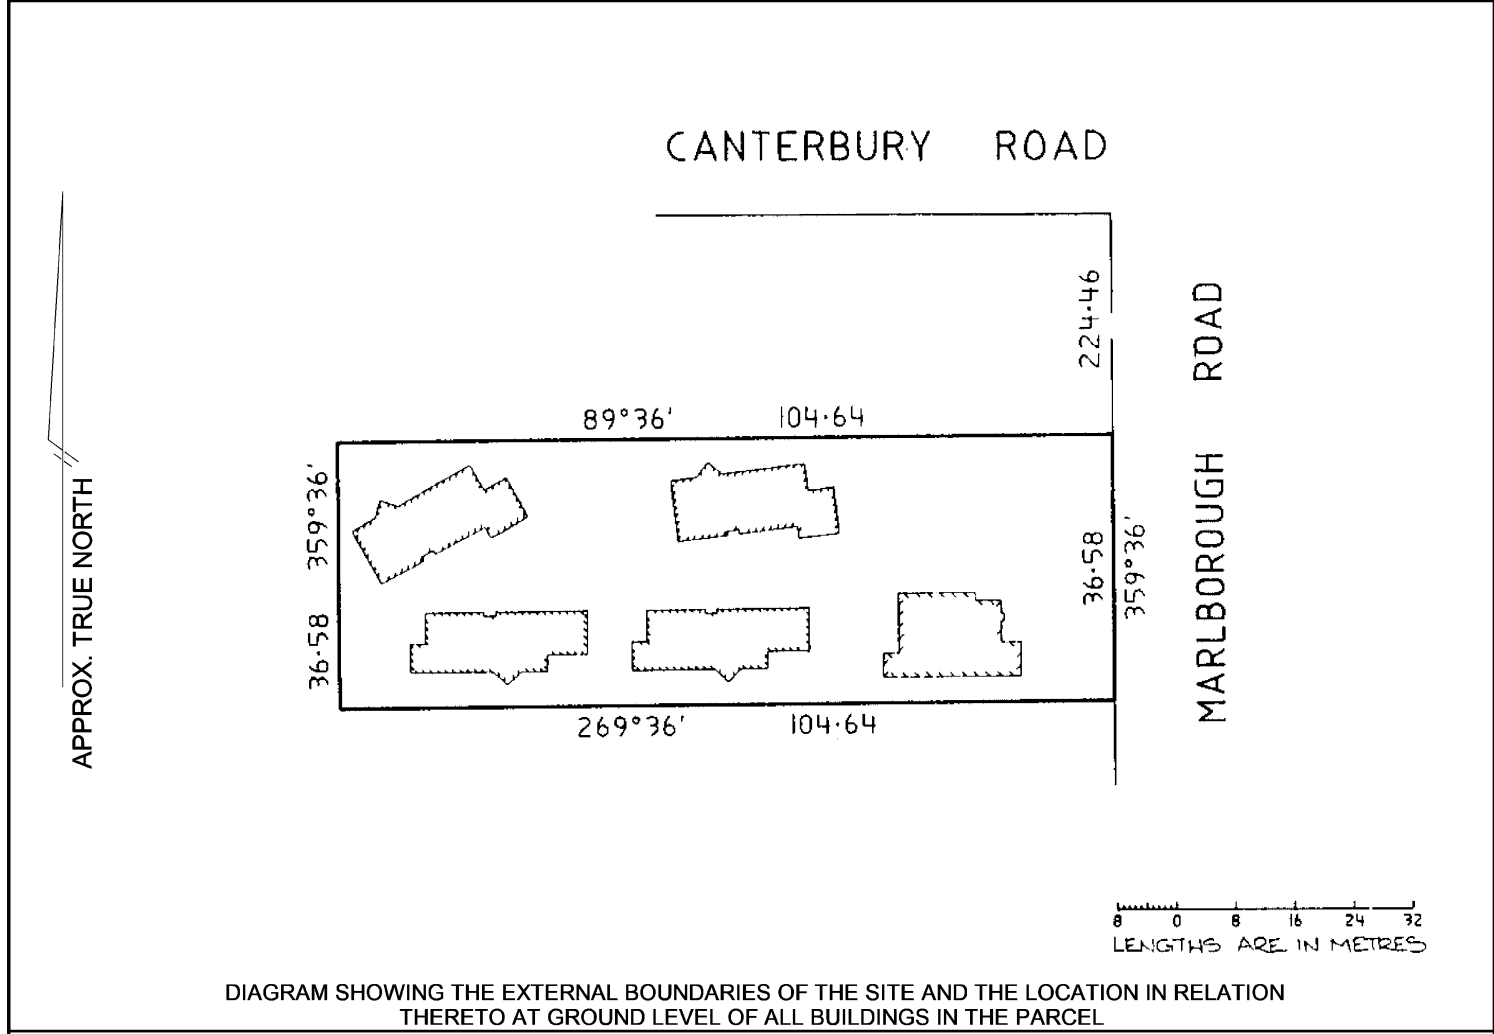 CANTERBURY ROAD
224·46
MARLBOROUGH ROAD
89°36' 104·64
359°36'
36·58
36·58
359°36'
269°36' 104·64
APPROX. TRUE NORTH
8 0 8 16 24 32
LENGTHS ARE IN METRES
DIAGRAM SHOWING THE EXTERNAL BOUNDARIES OF THE SITE AND THE LOCATION IN RELATION
THERETO AT GROUND LEVEL OF ALL BUILDINGS IN THE PARCEL